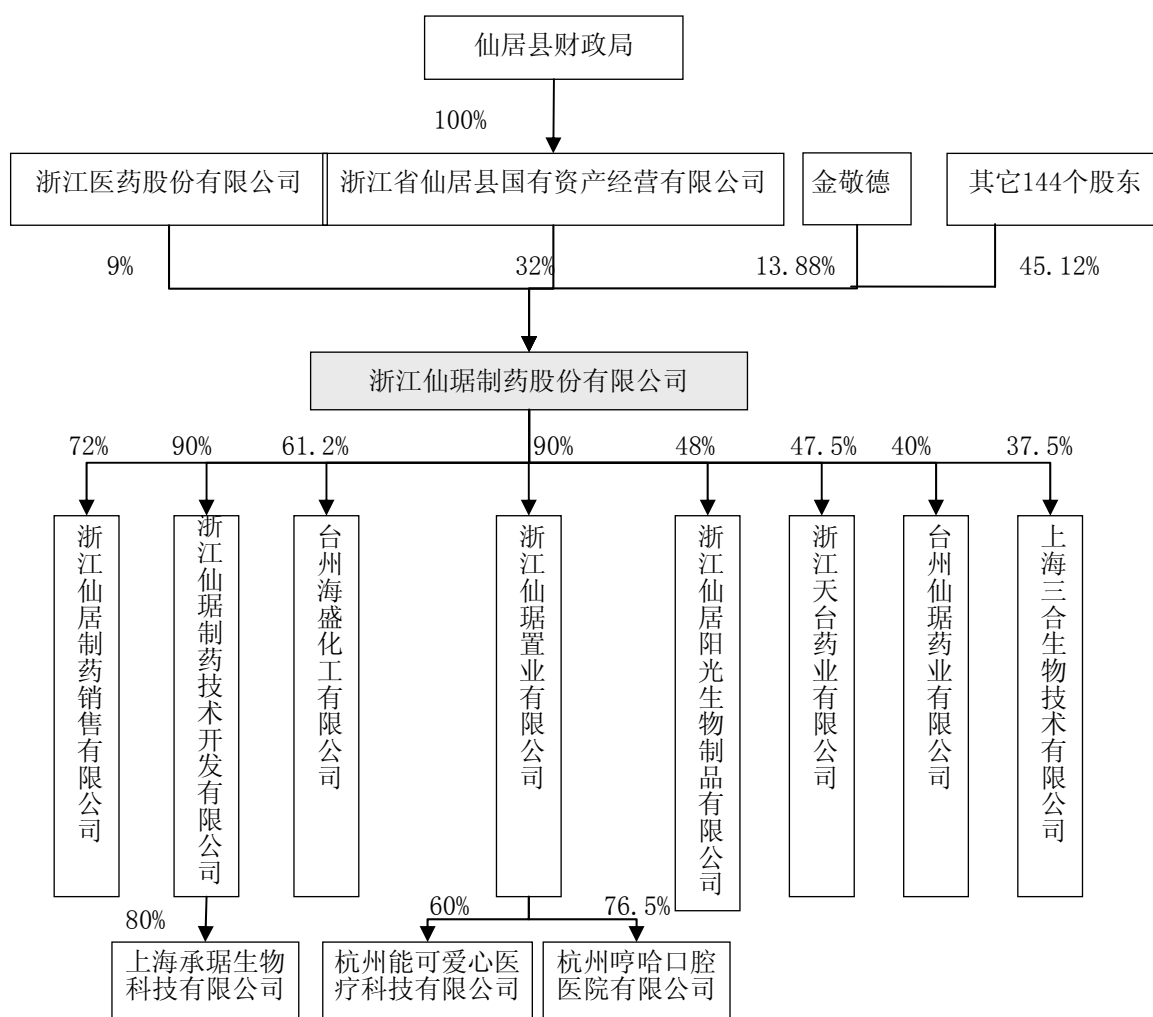 仙居县财政局
100%
浙江医药股份有限公司
浙江省仙居县国有资产经营有限公司
金敬德
其它144个股东
9%
32%
13.88%
45.12%
浙江仙琚制药股份有限公司
72%
90%
61.2%
90%
48%
47.5%
40%
37.5%
浙江仙居制药销售有限公司
浙江仙琚制药技术开发有限公司
台州海盛化工有限公司
浙江仙琚置业有限公司
浙江仙居阳光生物制品有限公司
浙江天台药业有限公司
台州仙琚药业有限公司
上海三合生物技术有限公司
80%
60%
76.5%
上海承琚生物
科技有限公司
杭州能可爱心医
疗科技有限公司
杭州哼哈口腔
医院有限公司